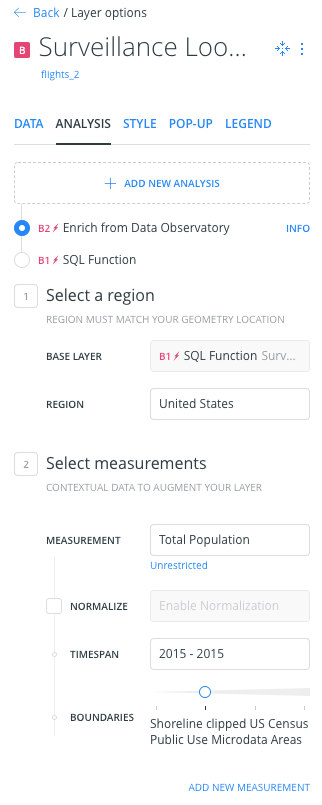 ← Back / Layer options
B Surveillance Loo...
flights_2
DATA ANALYSIS STYLE POP-UP LEGEND
+ ADD NEW ANALYSIS
B2 Enrich from Data Observatory INFO
B1 SQL Function
1 Select a region
REGION MUST MATCH YOUR GEOMETRY LOCATION
BASE LAYER B1 SQL Function Surv...
REGION United States
2 Select measurements
CONTEXTUAL DATA TO AUGMENT YOUR LAYER
MEASUREMENT Total Population
Unrestricted
NORMALIZE Enable Normalization
TIMESPAN 2015 - 2015
BOUNDARIES
Shoreline clipped US Census
Public Use Microdata Areas
ADD NEW MEASUREMENT